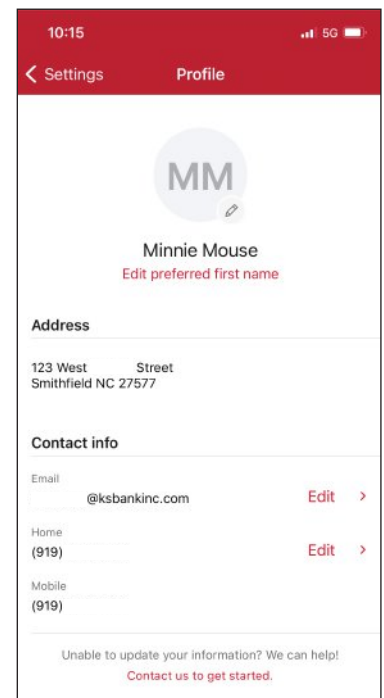 10:15 5G
Settings Profile
MM
Minnie Mouse
Edit preferred first name
Address
123 West Street
Smithfield NC 27577
Contact info
Email
@ksbankinc.com Edit
Home
(919) Edit
Mobile
(919)
Unable to update your information? We can help!
Contact us to get started.